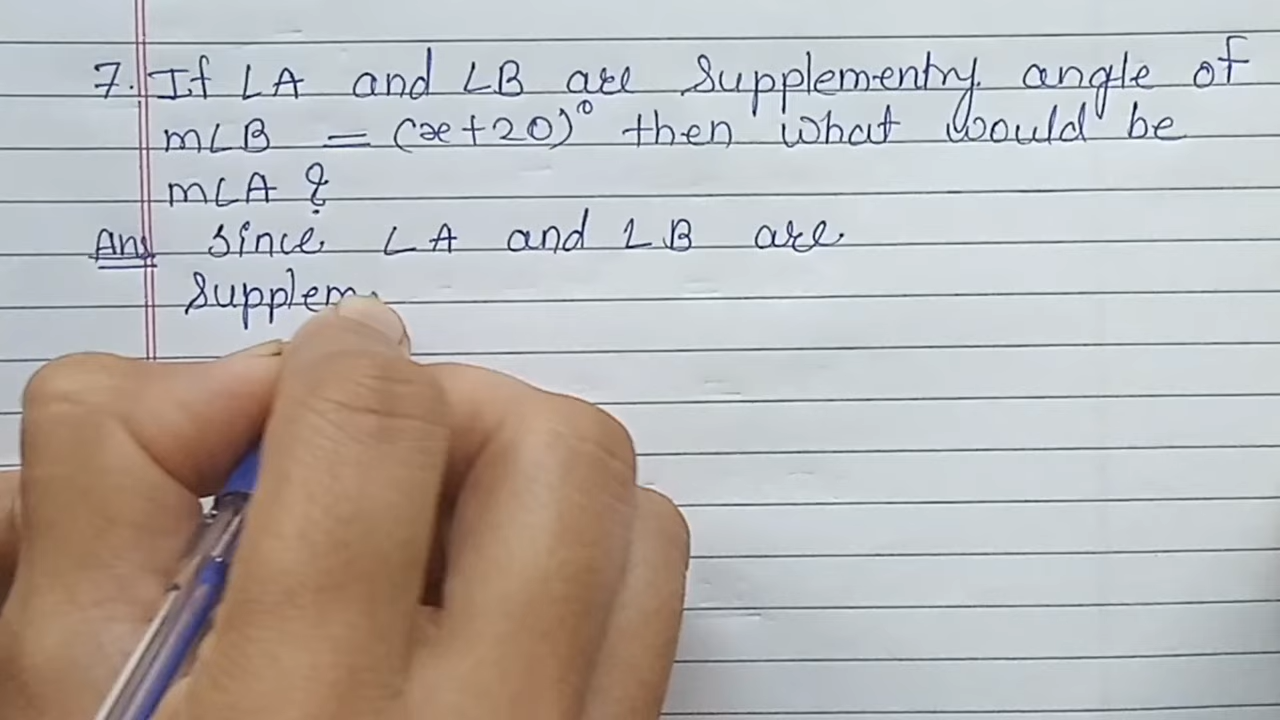 7. If ∠A and ∠B are supplementry angle of
m∠B = (x+20)° then what would be
m∠A ?
Ans since ∠A and ∠B are
supplem